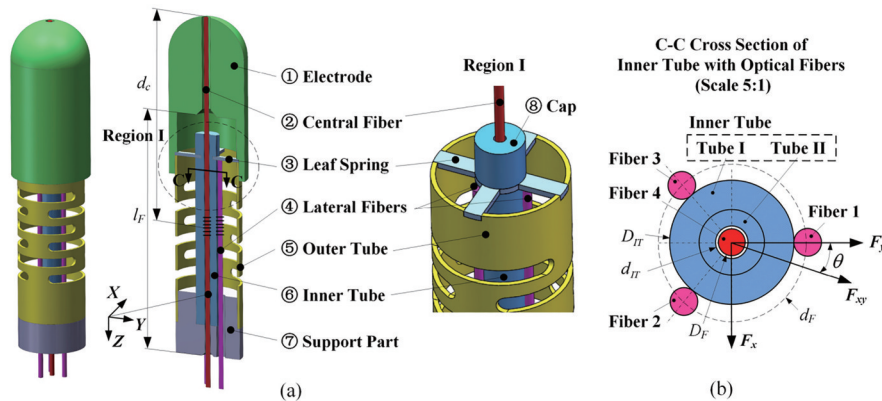 d_c
Region I
l_F
X
Y
Z
C C
① Electrode
② Central Fiber
③ Leaf Spring
④ Lateral Fibers
⑤ Outer Tube
⑥ Inner Tube
⑦ Support Part
(a)
Region I
⑧ Cap
C-C Cross Section of
Inner Tube with Optical Fibers
(Scale 5:1)
Inner Tube
Tube I Tube II
Fiber 3
Fiber 4
Fiber 1
D_IT
d_IT
F_y
θ
F_xy
Fiber 2
D_F
d_F
F_x
(b)